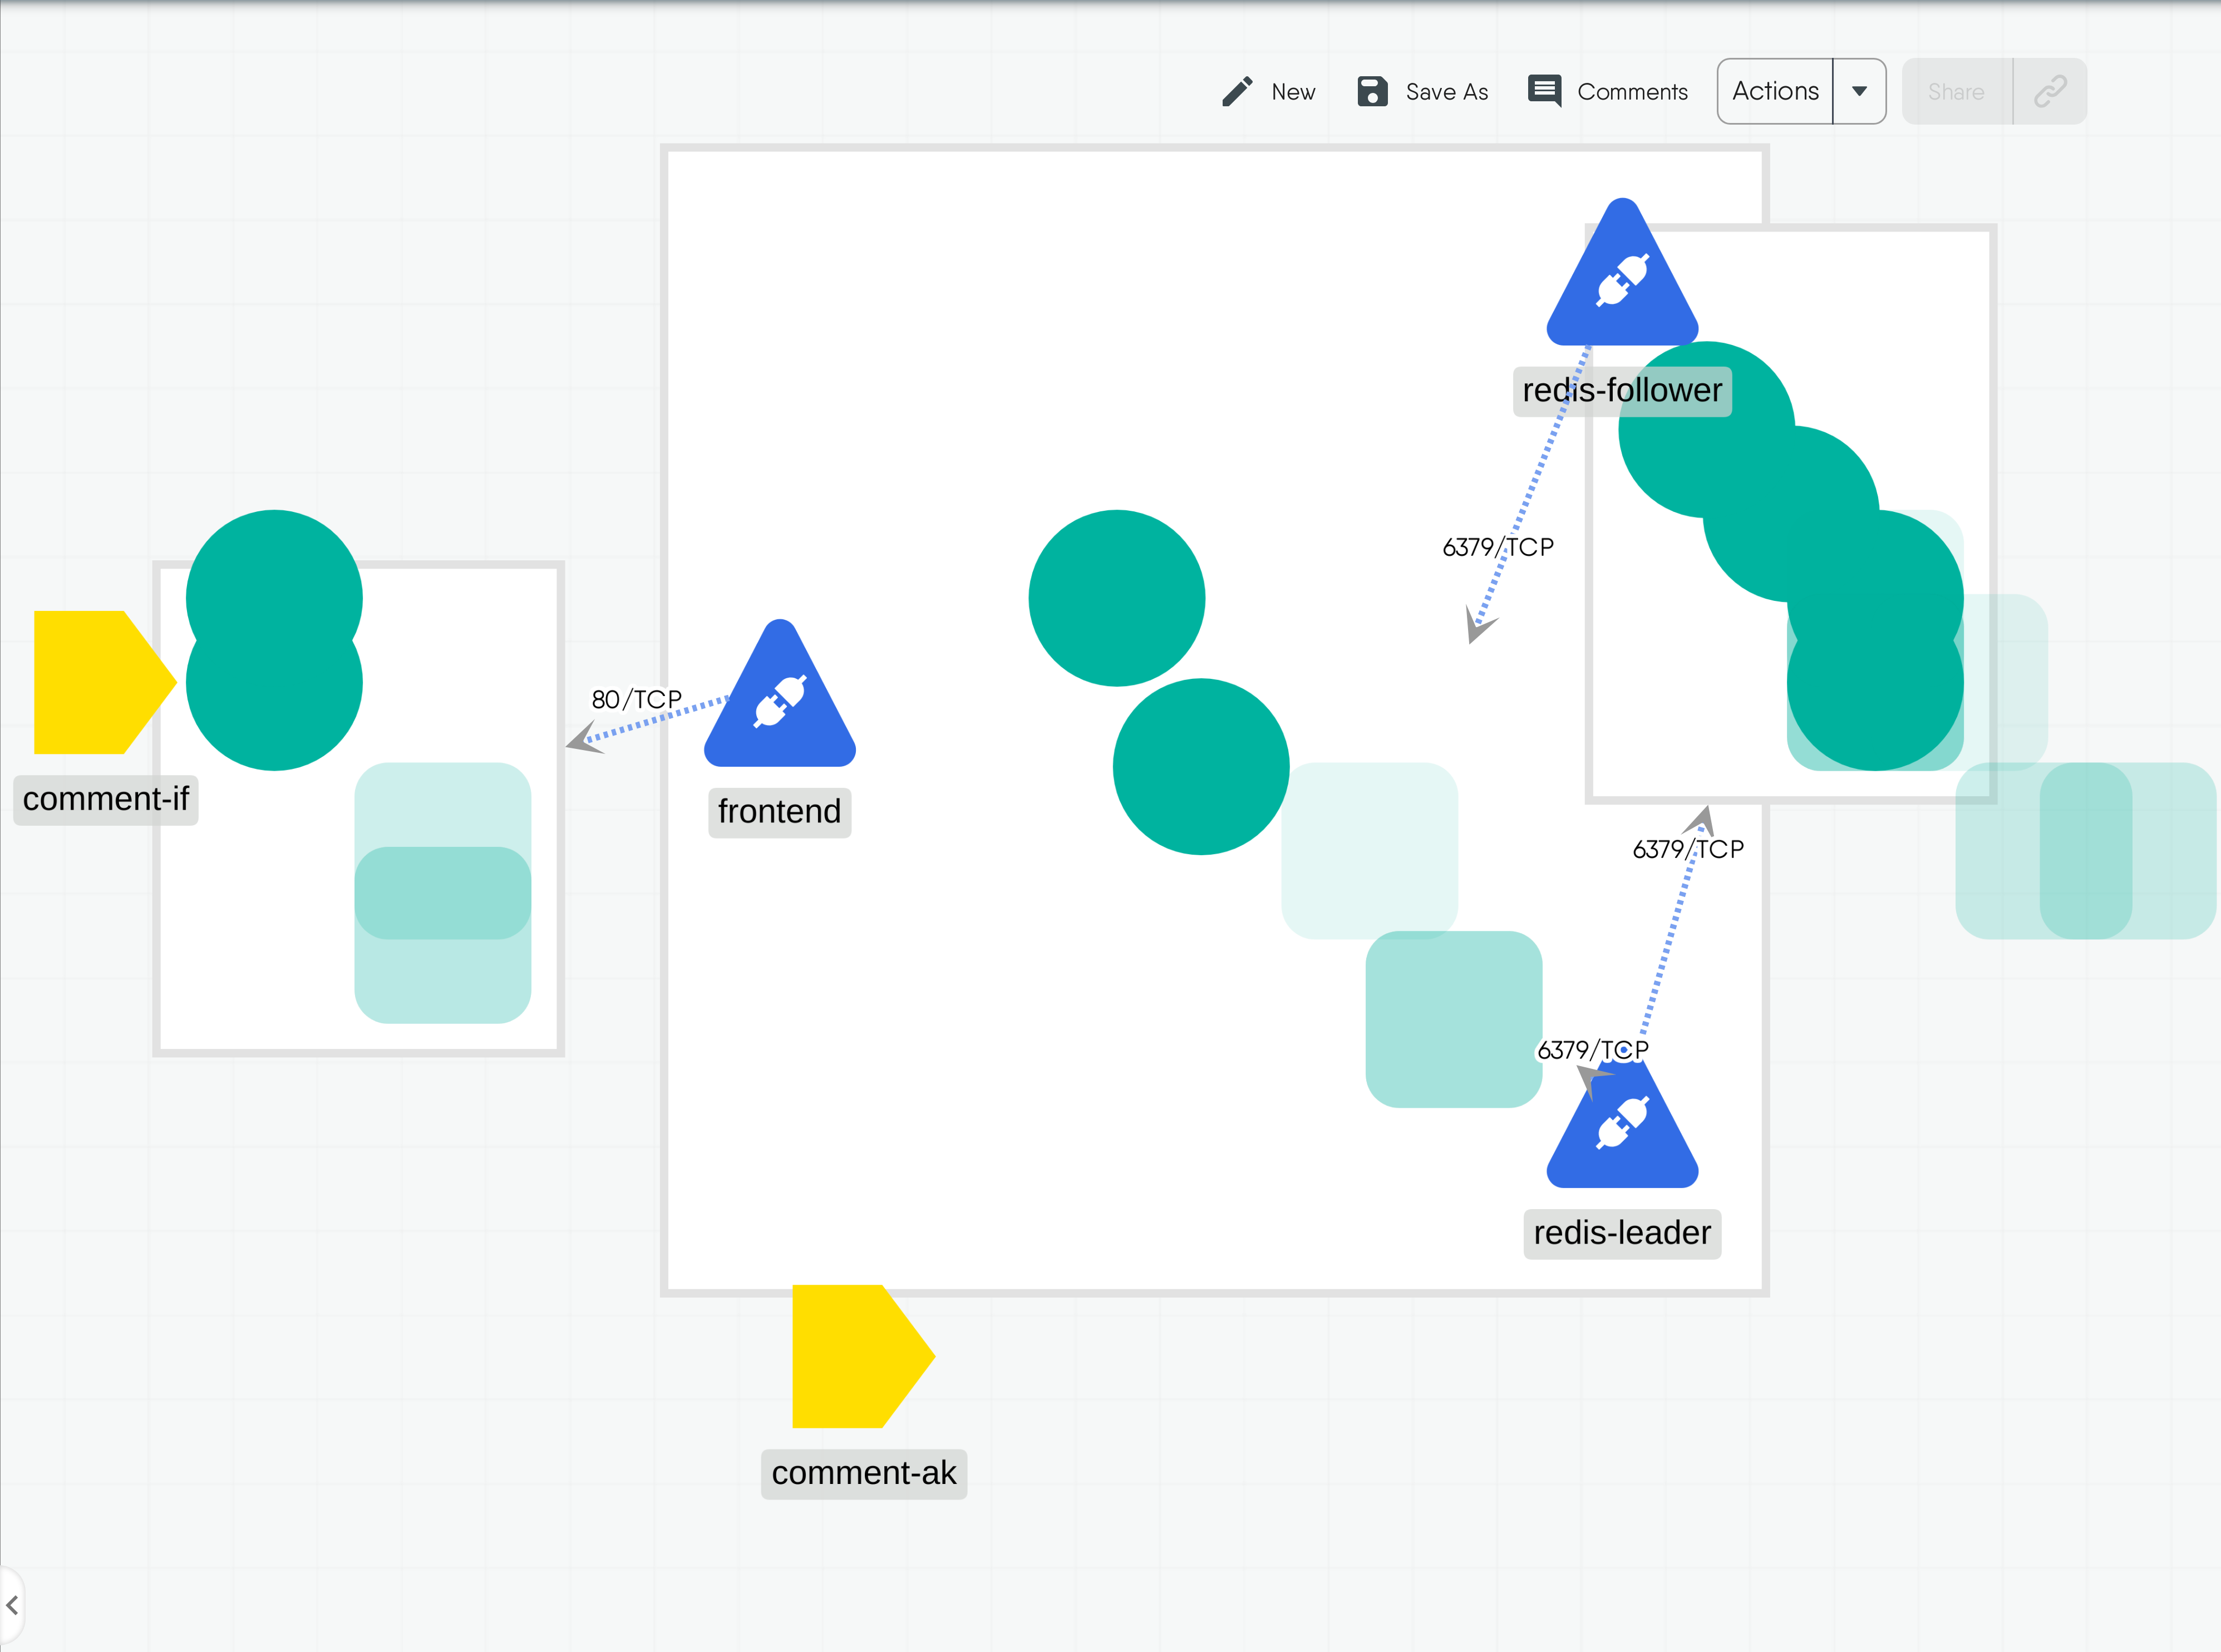 New
Save As
Comments
Actions
Share
redis-follower
6379/TCP
80/TCP
comment-if
frontend
6379/TCP
6379/TCP
redis-leader
comment-ak